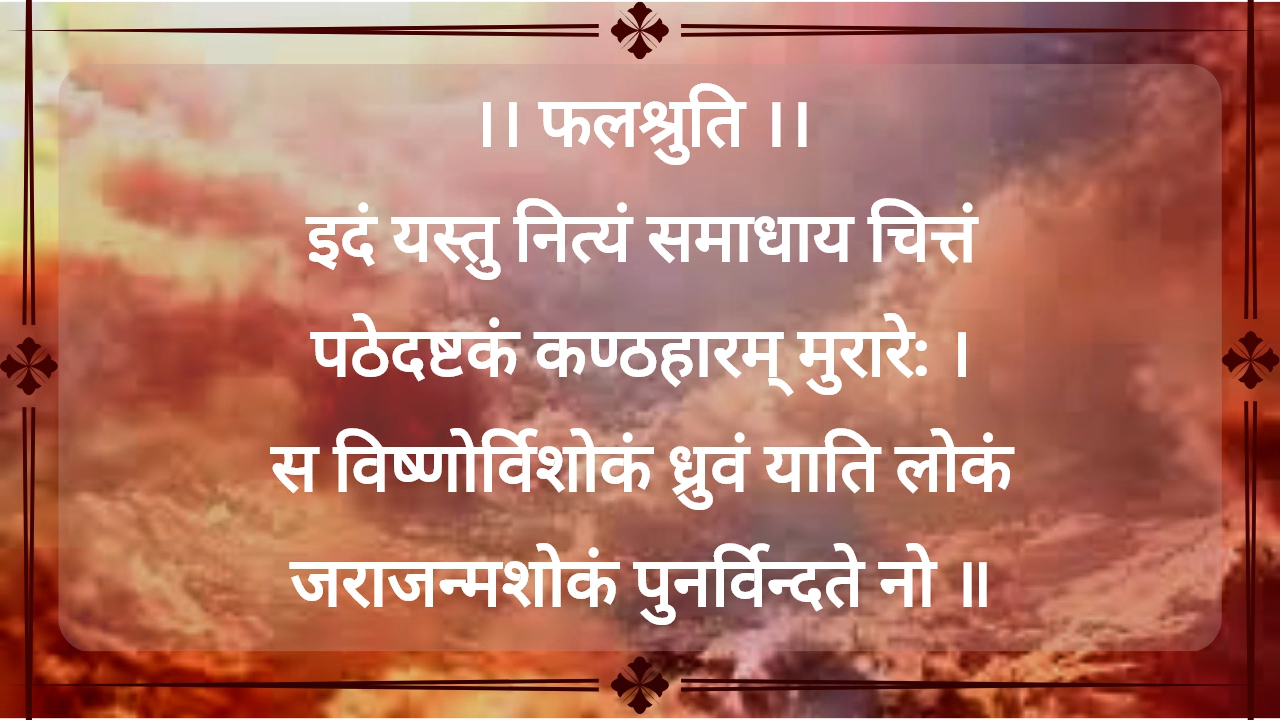 ।। फलश्रुति ।।
इदं यस्तु नित्यं समाधाय चित्तं
पठेदष्टकं कण्ठहारम् मुरारे: ।
स विष्णोर्विशोकं ध्रुवं याति लोकं
जराजन्मशोकं पुनर्विन्दते नो ॥